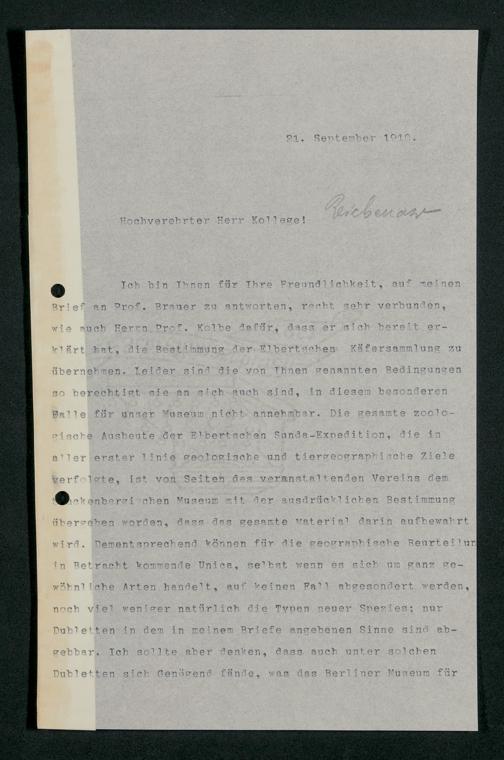 21. September 1910.
Hochverehrter Herr Kollege! Reichenow
Ich bin Ihnen für Ihre Freundlichkeit, auf meinen
Brief an Prof. Brauer zu antworten, recht sehr verbunden,
wie auch Herrn Prof. Kolbe dafür, dass er sich bereit er-
klärt hat, die Bestimmung der Elbertschen Käfersammlung zu
übernehmen. Leider sind die von Ihnen genannten Bedingungen
so berechtigt sie an sich auch sind, in diesem besonderen
Falle für unser Museum nicht annehmbar. Die gesamte zoolo-
gische Ausbeute der Elbertschen Sunda-Expedition, die in
aller erster linie geologische und tiergeographische Ziele
verfolgte, ist von Seiten des veranstaltenden Vereins dem
ckenbergischen Museum mit der ausdrücklichen Bestimmung
übergeben worden, dass das gesamte Material darin aufbewahrt
wird. Dementsprechend können für die geographische Beurteilun
in Betracht kommende Unica, selbst wenn es sich um ganz ge-
wöhnliche Arten handelt, auf keinen Fall abgesondert werden,
noch viel weniger natürlich die Typen neuer Spezies; nur
Dubletten in dem in meinem Briefe angebenen Sinne sind ab-
gebbar. Ich sollte aber denken, dass auch unter solchen
Dubletten sich Genügend fände, was das Berliner Museum für